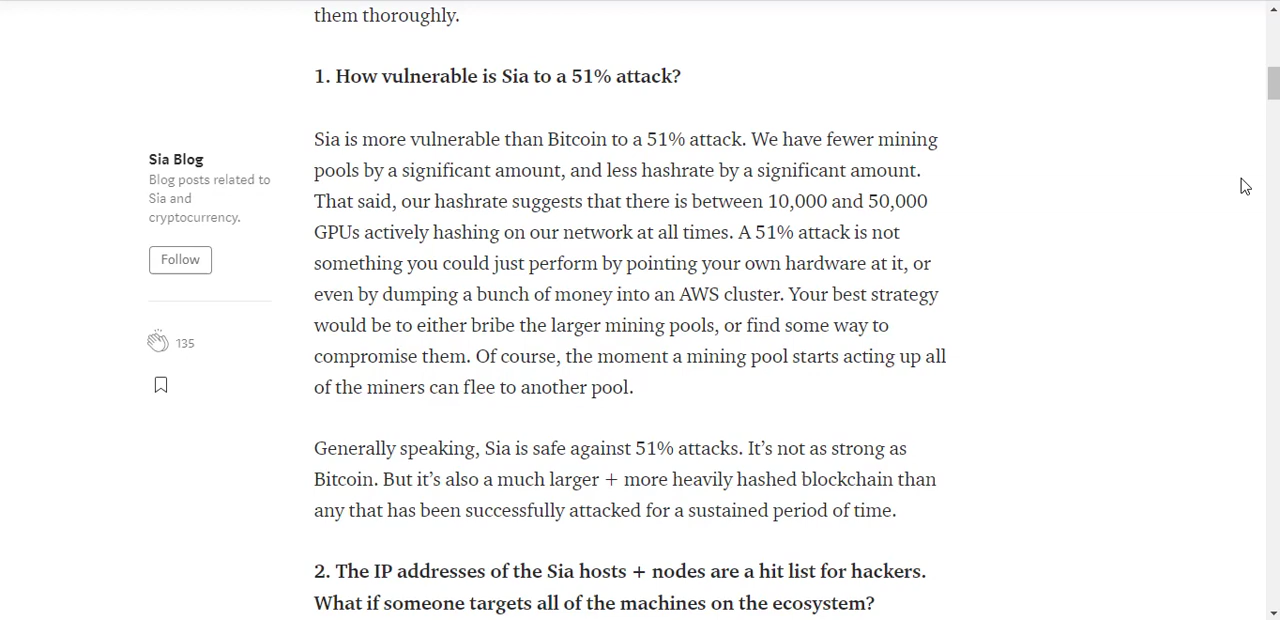 them thoroughly.
1. How vulnerable is Sia to a 51% attack?
Sia Blog
Blog posts related to
Sia and
cryptocurrency.
Follow
135
Sia is more vulnerable than Bitcoin to a 51% attack. We have fewer mining
pools by a significant amount, and less hashrate by a significant amount.
That said, our hashrate suggests that there is between 10,000 and 50,000
GPUs actively hashing on our network at all times. A 51% attack is not
something you could just perform by pointing your own hardware at it, or
even by dumping a bunch of money into an AWS cluster. Your best strategy
would be to either bribe the larger mining pools, or find some way to
compromise them. Of course, the moment a mining pool starts acting up all
of the miners can flee to another pool.
Generally speaking, Sia is safe against 51% attacks. It’s not as strong as
Bitcoin. But it’s also a much larger + more heavily hashed blockchain than
any that has been successfully attacked for a sustained period of time.
2. The IP addresses of the Sia hosts + nodes are a hit list for hackers.
What if someone targets all of the machines on the ecosystem?